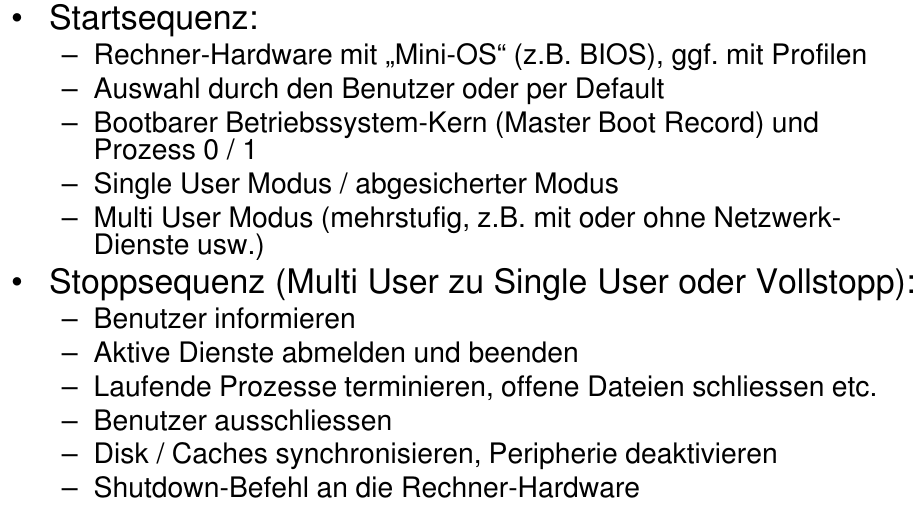 • Startsequenz:
– Rechner-Hardware mit „Mini-OS“ (z.B. BIOS), ggf. mit Profilen
– Auswahl durch den Benutzer oder per Default
– Bootbarer Betriebssystem-Kern (Master Boot Record) und
Prozess 0 / 1
– Single User Modus / abgesicherter Modus
– Multi User Modus (mehrstufig, z.B. mit oder ohne Netzwerk-
Dienste usw.)
• Stoppsequenz (Multi User zu Single User oder Vollstopp):
– Benutzer informieren
– Aktive Dienste abmelden und beenden
– Laufende Prozesse terminieren, offene Dateien schliessen etc.
– Benutzer ausschliessen
– Disk / Caches synchronisieren, Peripherie deaktivieren
– Shutdown-Befehl an die Rechner-Hardware